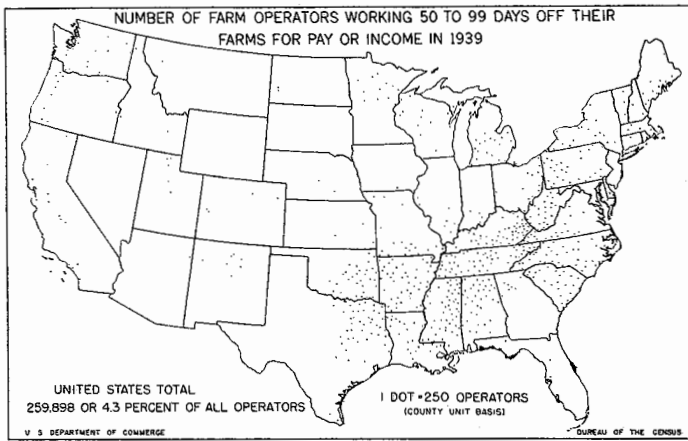 NUMBER OF FARM OPERATORS WORKING 50 TO 99 DAYS OFF THEIR
FARMS FOR PAY OR INCOME IN 1939
UNITED STATES TOTAL
259,898 OR 4.3 PERCENT OF ALL OPERATORS
1 DOT = 250 OPERATORS
(COUNTY UNIT BASIS)
U S DEPARTMENT OF COMMERCE
BUREAU OF THE CENSUS